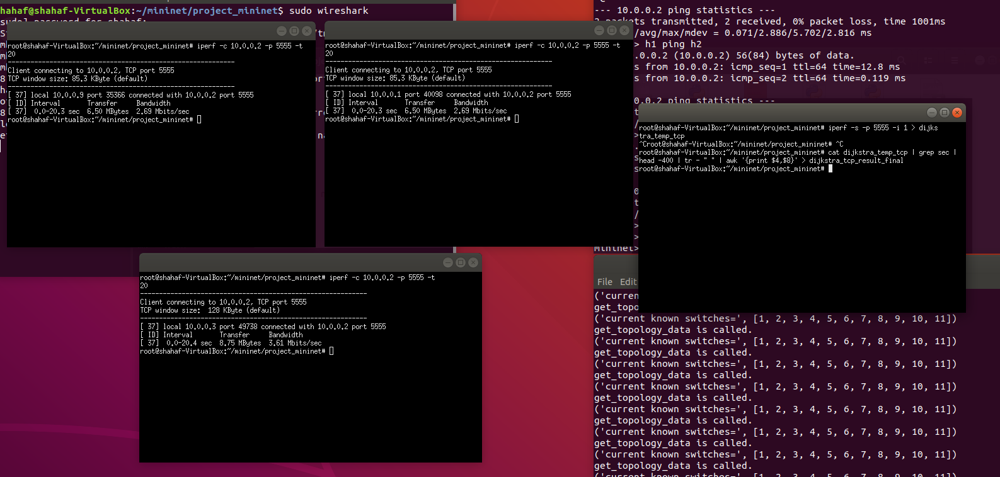 hahaf@shahaf-VirtualBox:~/mininet/project_mininet$ sudo wireshark
root@shahaf-VirtualBox:~/mininet/project_mininet# iperf -c 10.0.0.2 -p 5555 -t
20
------------------------------------------------------------
Client connecting to 10.0.0.2, TCP port 5555
TCP window size: 85.3 KByte (default)
------------------------------------------------------------
[ 37] local 10.0.0.9 port 35366 connected with 10.0.0.2 port 5555
[ ID] Interval       Transfer     Bandwidth
[ 37]  0.0-20.3 sec  6.50 MBytes  2.69 Mbits/sec
root@shahaf-VirtualBox:~/mininet/project_mininet#
root@shahaf-VirtualBox:~/mininet/project_mininet# iperf -c 10.0.0.2 -p 5555 -t
20
------------------------------------------------------------
Client connecting to 10.0.0.2, TCP port 5555
TCP window size: 85.3 KByte (default)
------------------------------------------------------------
[ 37] local 10.0.0.1 port 40098 connected with 10.0.0.2 port 5555
[ ID] Interval       Transfer     Bandwidth
[ 37]  0.0-20.3 sec  6.50 MBytes  2.69 Mbits/sec
root@shahaf-VirtualBox:~/mininet/project_mininet#
--- 10.0.0.2 ping statistics ---
packets transmitted, 2 received, 0% packet loss, time 1001ms
/avg/max/mdev = 0.071/2.886/5.702/2.816 ms
> h1 ping h2
.0.0.2 (10.0.0.2) 56(84) bytes of data.
s from 10.0.0.2: icmp_seq=1 ttl=64 time=12.8 ms
s from 10.0.0.2: icmp_seq=2 ttl=64 time=0.119 ms
0.0.2 ping statistics ---
root@shahaf-VirtualBox:~/mininet/project_mininet# iperf -s -p 5555 -i 1 > dijks
tra_temp_tcp
^Croot@shahaf-VirtualBox:~/mininet/project_mininet# ^C
root@shahaf-VirtualBox:~/mininet/project_mininet# cat dijkstra_temp_tcp | grep sec |
head -400 | tr - " " | awk '{print $4,$8}' > dijkstra_tcp_result_final
root@shahaf-VirtualBox:~/mininet/project_mininet#
mininet>
root@shahaf-VirtualBox:~/mininet/project_mininet# iperf -c 10.0.0.2 -p 5555 -t
20
------------------------------------------------------------
Client connecting to 10.0.0.2, TCP port 5555
TCP window size:  128 KByte (default)
------------------------------------------------------------
[ 37] local 10.0.0.3 port 49738 connected with 10.0.0.2 port 5555
[ ID] Interval       Transfer     Bandwidth
[ 37]  0.0-20.4 sec  8.75 MBytes  3.61 Mbits/sec
root@shahaf-VirtualBox:~/mininet/project_mininet#
File Edit
('current
get_topo
('current known switches=', [1, 2, 3, 4, 5, 6, 7, 8, 9, 10, 11])
get_topology_data is called.
('current known switches=', [1, 2, 3, 4, 5, 6, 7, 8, 9, 10, 11])
get_topology_data is called.
('current known switches=', [1, 2, 3, 4, 5, 6, 7, 8, 9, 10, 11])
get_topology_data is called.
('current known switches=', [1, 2, 3, 4, 5, 6, 7, 8, 9, 10, 11])
get_topology_data is called.
('current known switches=', [1, 2, 3, 4, 5, 6, 7, 8, 9, 10, 11])
get_topology_data is called.
('current known switches=', [1, 2, 3, 4, 5, 6, 7, 8, 9, 10, 11])
get_topology_data is called.
('current known switches=', [1, 2, 3, 4, 5, 6, 7, 8, 9, 10, 11])
get_topology_data is called.